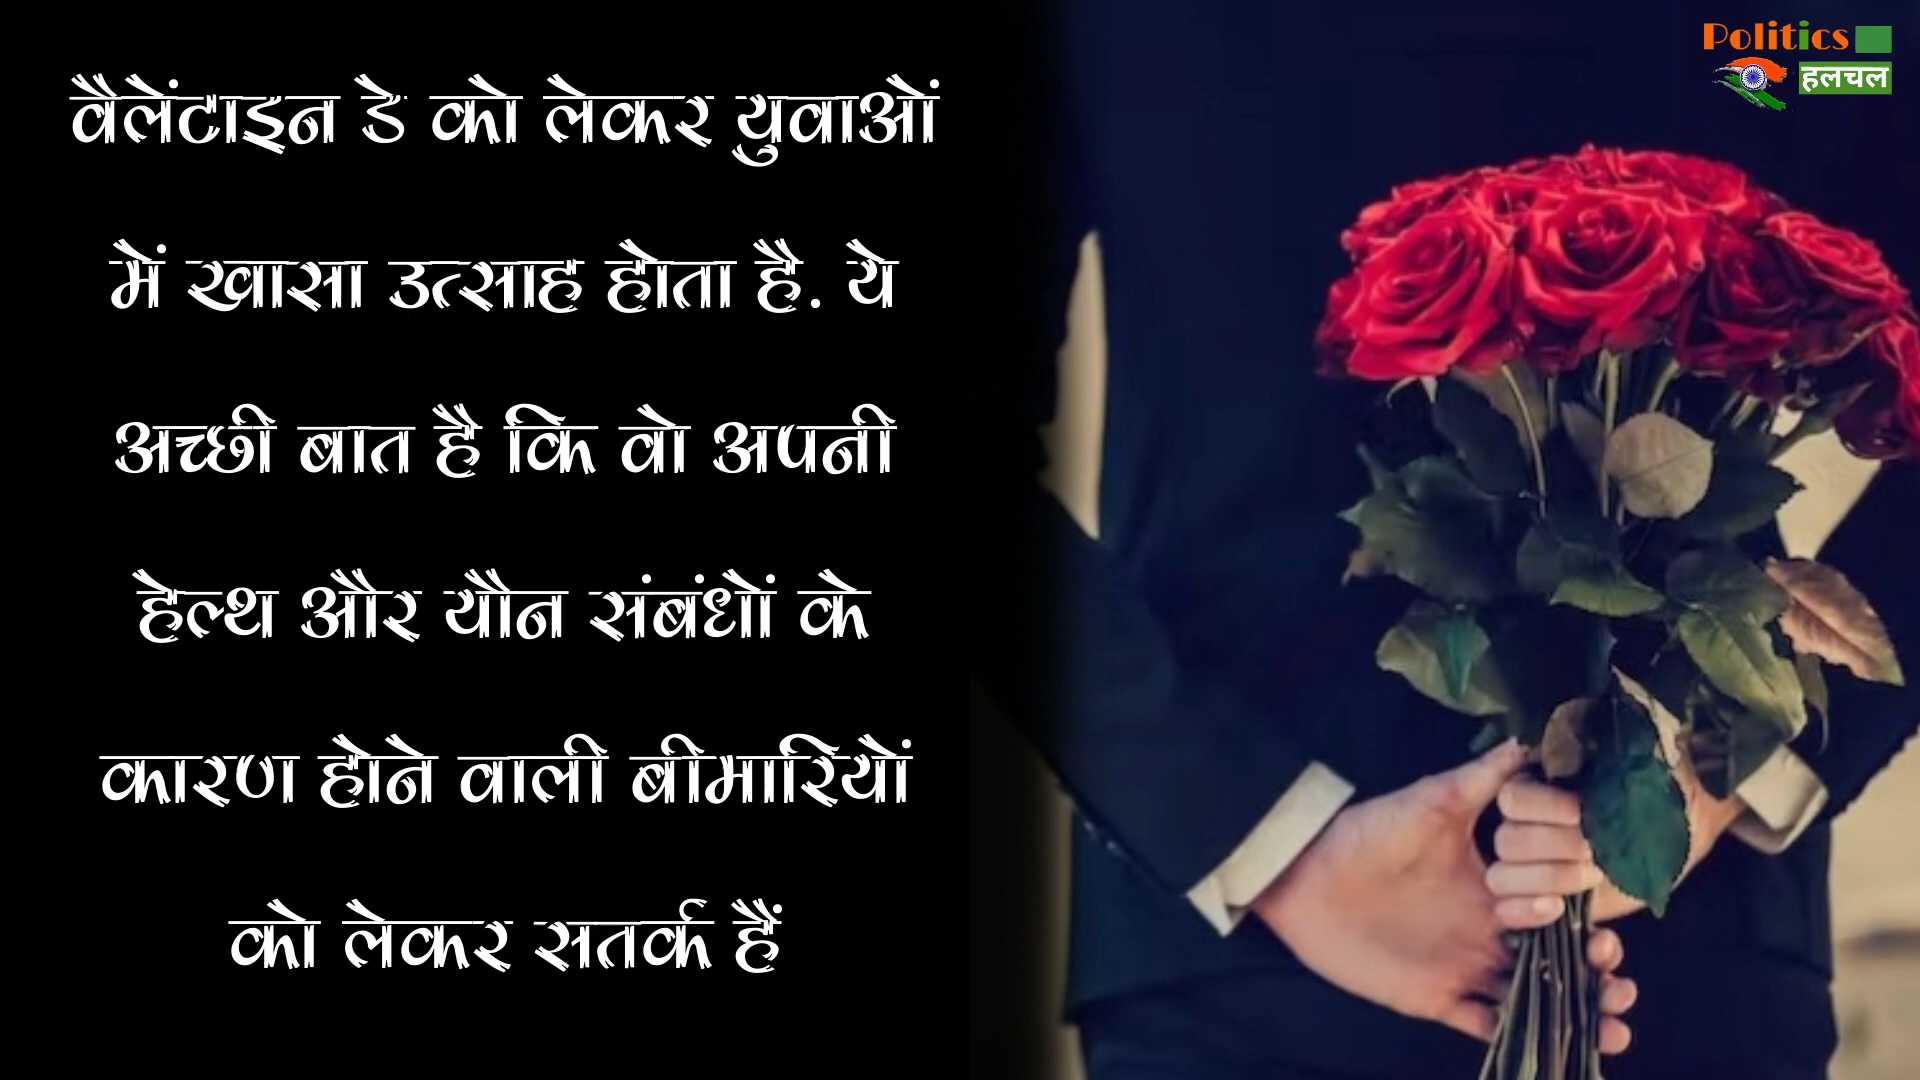 Politics
हलचल
वैलेंटाइन डे को लेकर युवाओं
में खासा उत्साह होता है. ये
अच्छी बात है कि वो अपनी
हेल्थ और यौन संबंधों के
कारण होने वाली बीमारियों
को लेकर सतर्क हैं